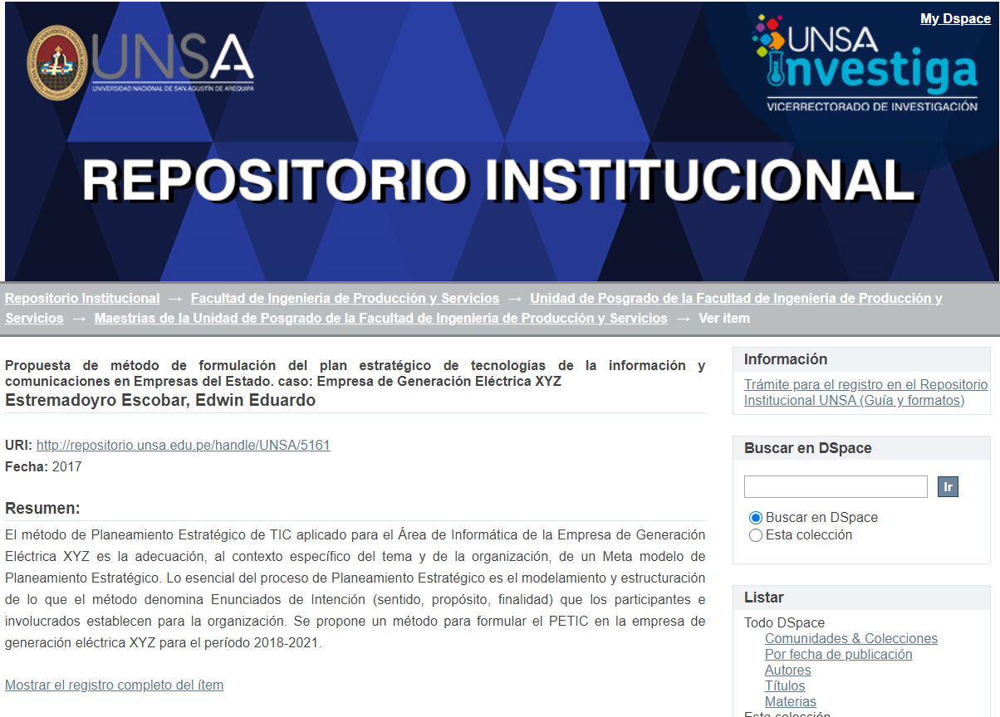 My Dspace
UNSA
UNIVERSIDAD NACIONAL DE SAN AGUSTÍN DE AREQUIPA
UNSA
investiga
VICERRECTORADO DE INVESTIGACIÓN
REPOSITORIO INSTITUCIONAL
Repositorio Institucional → Facultad de Ingeniería de Producción y Servicios → Unidad de Posgrado de la Facultad de Ingeniería de Producción y
Servicios → Maestrías de la Unidad de Posgrado de la Facultad de Ingeniería de Producción y Servicios → Ver ítem
Propuesta de método de formulación del plan estratégico de tecnologías de la información y
comunicaciones en Empresas del Estado. caso: Empresa de Generación Eléctrica XYZ
Estremadoyro Escobar, Edwin Eduardo
URI: http://repositorio.unsa.edu.pe/handle/UNSA/5161
Fecha: 2017
Resumen:
El método de Planeamiento Estratégico de TIC aplicado para el Área de Informática de la Empresa de Generación
Eléctrica XYZ es la adecuación, al contexto específico del tema y de la organización, de un Meta modelo de
Planeamiento Estratégico. Lo esencial del proceso de Planeamiento Estratégico es el modelamiento y estructuración
de lo que el método denomina Enunciados de Intención (sentido, propósito, finalidad) que los participantes e
involucrados establecen para la organización. Se propone un método para formular el PETIC en la empresa de
generación eléctrica XYZ para el período 2018-2021.
Mostrar el registro completo del ítem
Información
Trámite para el registro en el Repositorio
Institucional UNSA (Guía y formatos)
Buscar en DSpace
Ir
Buscar en DSpace
Esta colección
Listar
Todo DSpace
Comunidades & Colecciones
Por fecha de publicación
Autores
Títulos
Materias
Esta colección